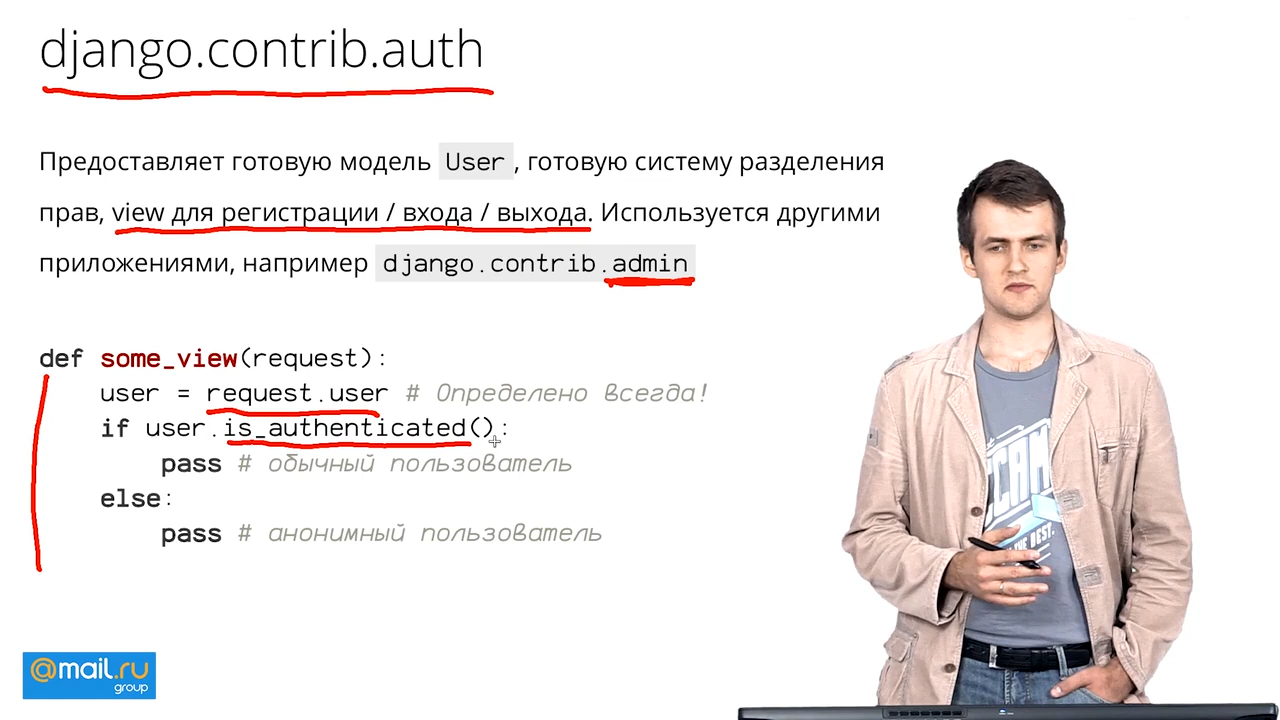 django.contrib.auth
Предоставляет готовую модель User, готовую систему разделения
прав, view для регистрации / входа / выхода. Используется другими
приложениями, например django.contrib.admin
def some_view(request):
user = request.user # Определено всегда!
if user.is_authenticated():
pass # обычный пользователь
else:
pass # анонимный пользователь
@mail.ru
group
THE BEST.